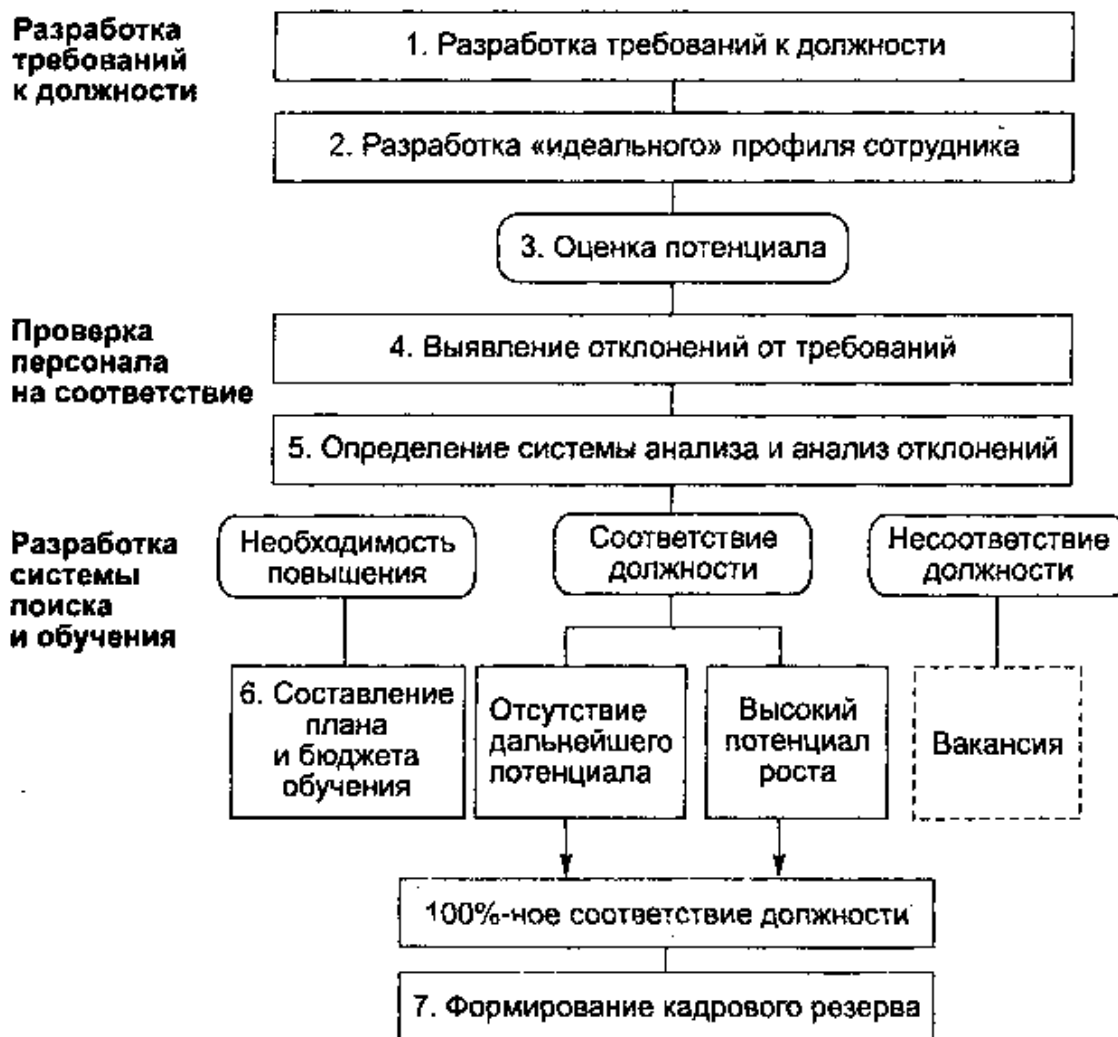 Разработка
требований
к должности
1. Разработка требований к должности
2. Разработка «идеального» профиля сотрудника
3. Оценка потенциала
Проверка
персонала
на соответствие
4. Выявление отклонений от требований
5. Определение системы анализа и анализ отклонений
Разработка
системы
поиска
и обучения
Необходимость
повышения
Соответствие
должности
Несоответствие
должности
6. Составление
плана
и бюджета
обучения
Отсутствие
дальнейшего
потенциала
Высокий
потенциал
роста
Вакансия
100%-ное соответствие должности
7. Формирование кадрового резерва